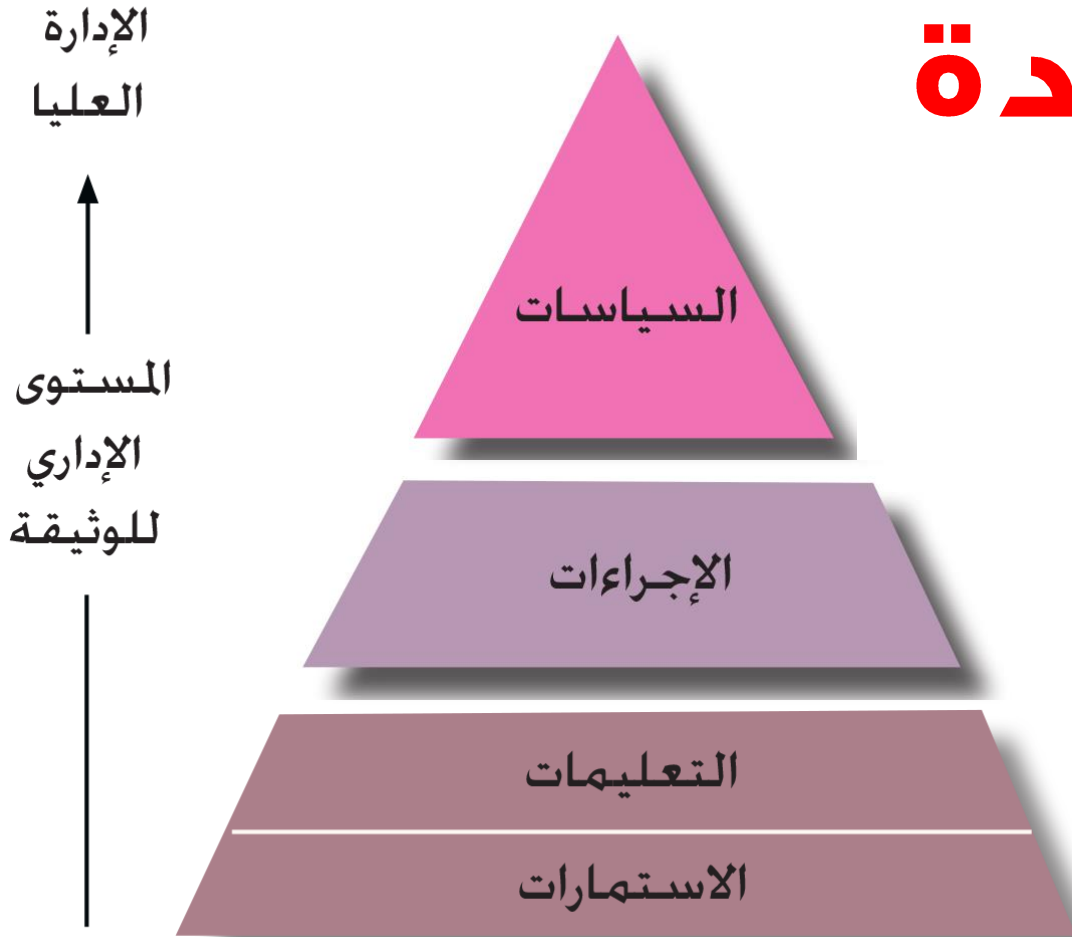 الإدارة
العليا
المستوى
الإداري
للوثيقة
السياسات
الإجراءات
التعليمات
الاستمارات